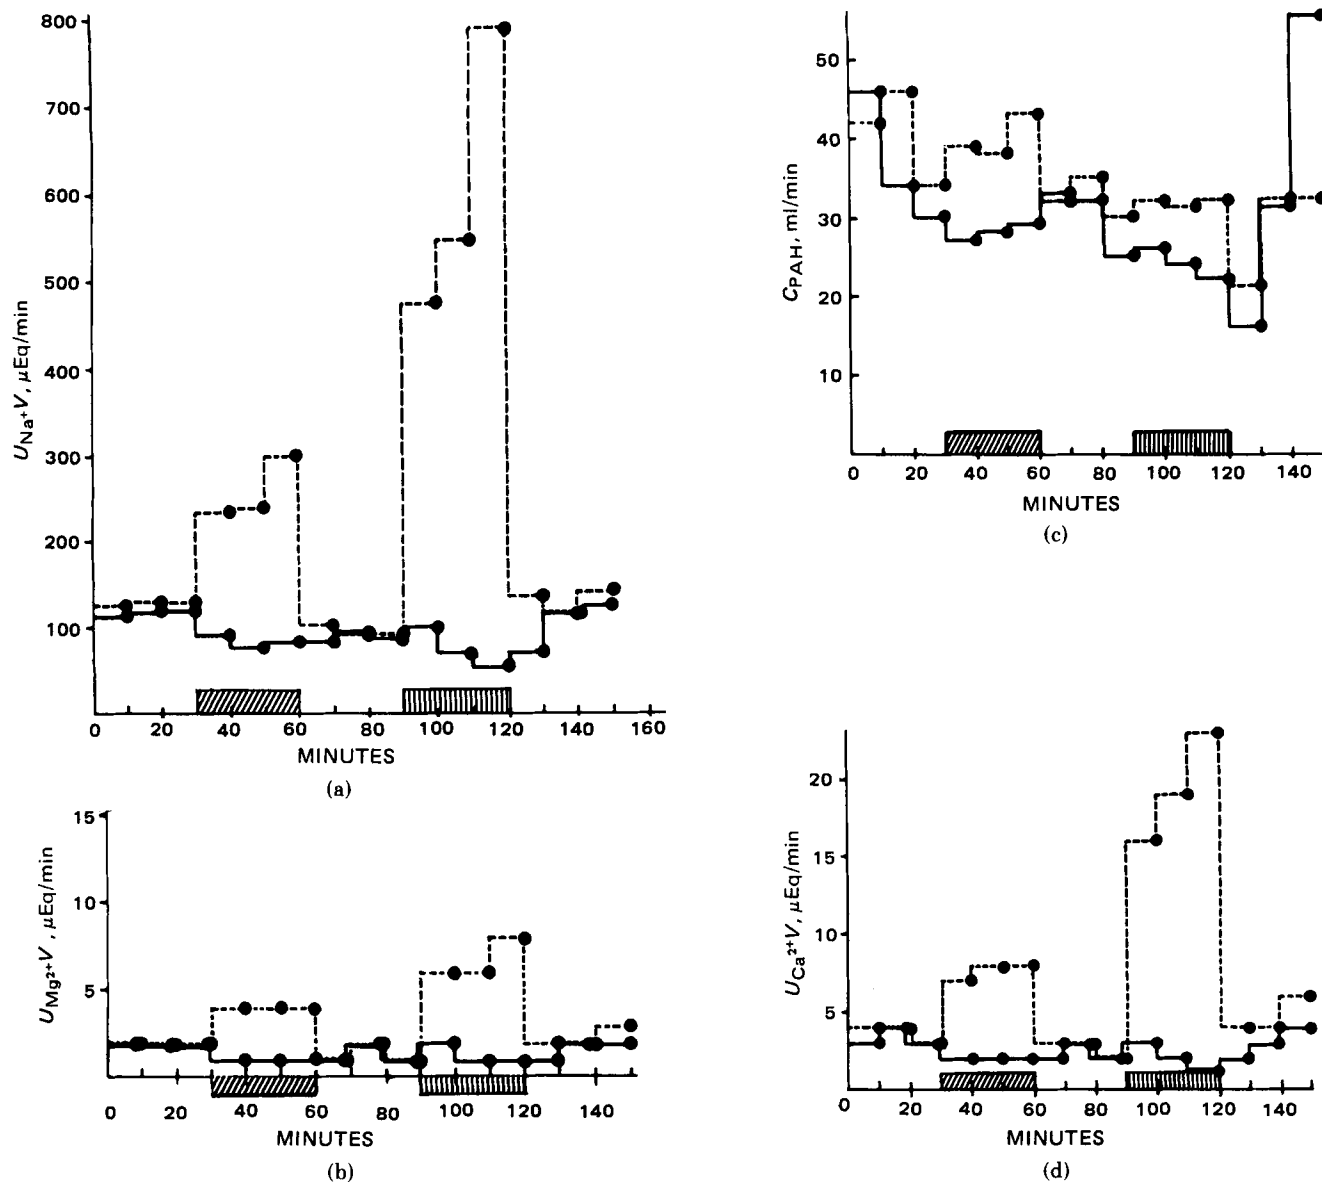 800
700
600
500
400
300
200
100
U_Na+V, µEq/min
0 20 40 60 80 100 120 140 160
MINUTES
(a)
15
10
5
U_Mg2+V, µEq/min
0 20 40 60 80 100 120 140
MINUTES
(b)
50
40
30
20
10
C_PAH, ml/min
0 20 40 60 80 100 120 140
MINUTES
(c)
20
15
10
5
U_Ca2+V, µEq/min
0 20 40 60 80 100 120 140
MINUTES
(d)